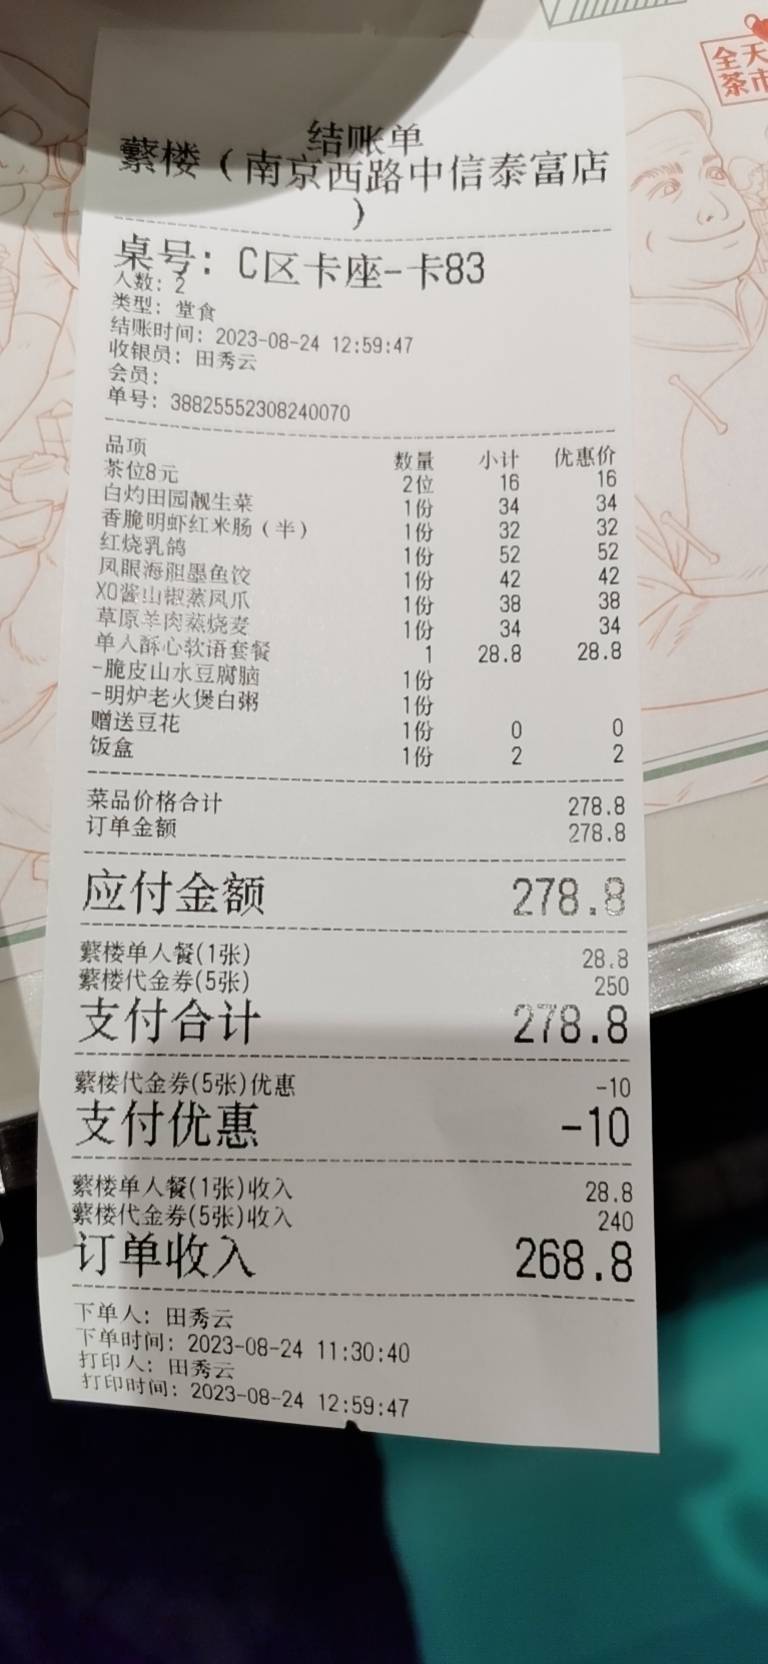 全天
茶市
结账单
蘩楼（南京西路中信泰富店
）
桌号: C区卡座-卡83
人数: 2
类型: 堂食
结账时间: 2023-08-24 12:59:47
收银员: 田秀云
会员:
单号: 38825552308240070
品项 数量 小计 优惠价
茶位8元 2位 16 16
白灼田园靓生菜 1份 34 34
香脆明虾红米肠（半） 1份 32 32
红烧乳鸽 1份 52 52
凤眼海胆墨鱼饺 1份 42 42
XO酱山椒蒸凤爪 1份 38 38
草原羊肉蒸烧麦 1份 34 34
单人酥心软语套餐 1 28.8 28.8
-脆皮山水豆腐脑 1份
-明炉老火煲白粥 1份
赠送豆花 1份 0 0
饭盒 1份 2 2
菜品价格合计 278.8
订单金额 278.8
应付金额 278.8
蘩楼单人餐(1张) 28.8
蘩楼代金券(5张) 250
支付合计 278.8
蘩楼代金券(5张)优惠 -10
支付优惠 -10
蘩楼单人餐(1张)收入 28.8
蘩楼代金券(5张)收入 240
订单收入 268.8
下单人: 田秀云
下单时间: 2023-08-24 11:30:40
打印人: 田秀云
打印时间: 2023-08-24 12:59:47